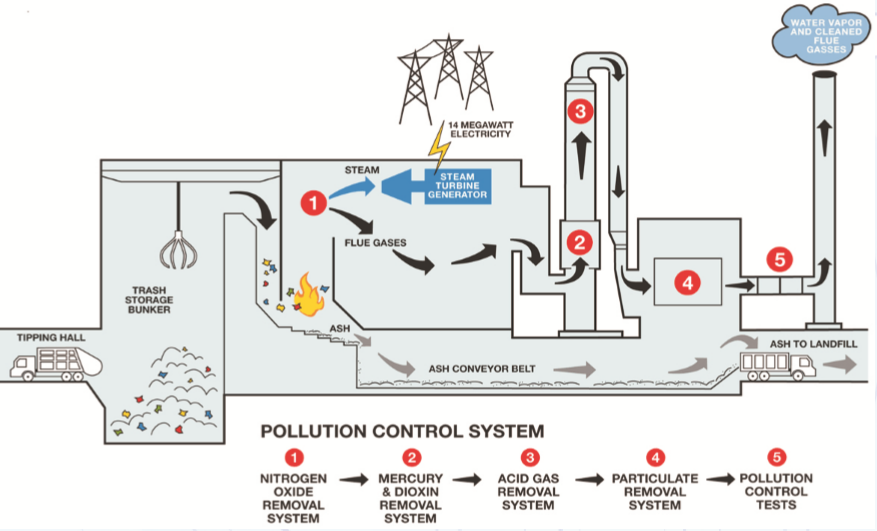 WATER VAPOR
AND CLEANED
FLUE
GASSES
14 MEGAWATT
ELECTRICITY
3
STEAM
STEAM
TURBINE
GENERATOR
1
FLUE GASES
2
4
5
TRASH
STORAGE
BUNKER
TIPPING HALL
ASH
ASH CONVEYOR BELT
ASH TO LANDFILL
POLLUTION CONTROL SYSTEM
1
NITROGEN
OXIDE
REMOVAL
SYSTEM
2
MERCURY
& DIOXIN
REMOVAL
SYSTEM
3
ACID GAS
REMOVAL
SYSTEM
4
PARTICULATE
REMOVAL
SYSTEM
5
POLLUTION
CONTROL
TESTS